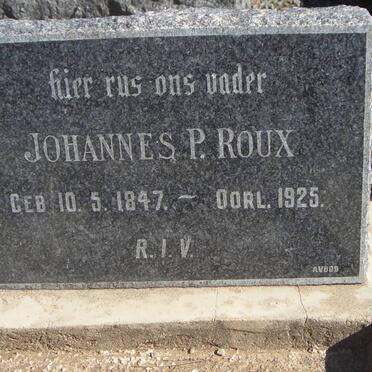 hier rus ons vader
JOHANNES P. ROUX
GEB 10. 5. 1847. ~ OORL. 1925.
R. I. V.
AVBOB